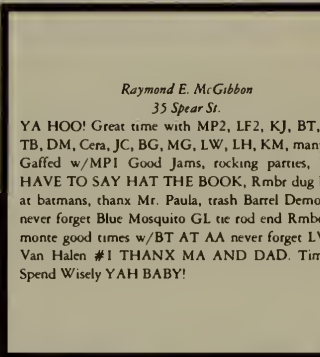 Raymond E. McGibbon
35 Spear St.
YA HOO! Great time with MP2, LF2, KJ, BT,
TB, DM, Cera, JC, BG, MG, LW, LH, KM, man
Gaffed w/MP1 Good Jams, rocking parties,
HAVE TO SAY HAT THE BOOK, Rmbr dug
at batmans, thanx Mr. Paula, trash Barrel Demo
never forget Blue Mosquito GL tie rod end Rmb
monte good times w/BT AT AA never forget
Van Halen #1 THANX MA AND DAD. Tim
Spend Wisely YAH BABY!